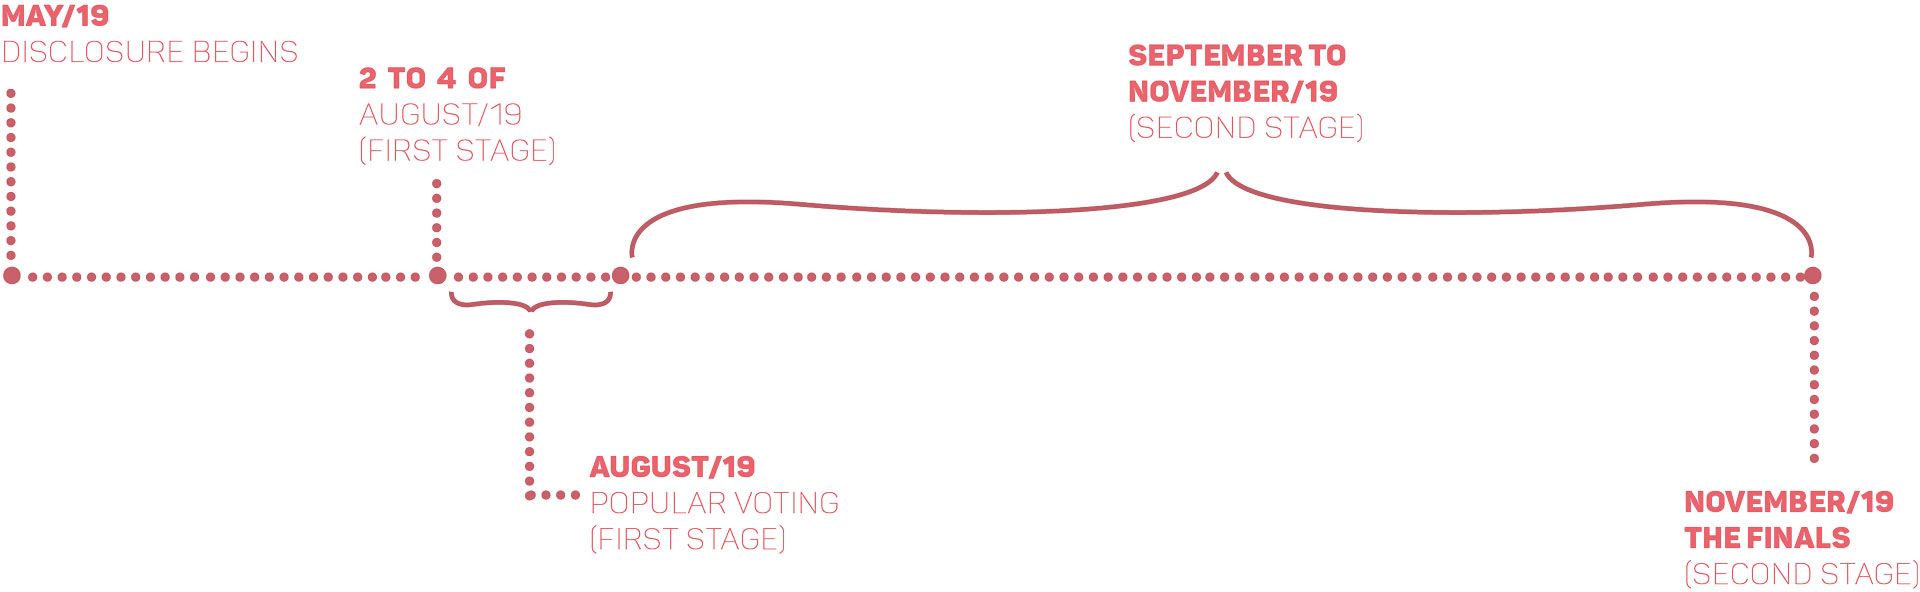 MAY/19
DISCLOSURE BEGINS
2 TO 4 OF
AUGUST/19
(FIRST STAGE)
SEPTEMBER TO
NOVEMBER/19
(SECOND STAGE)
AUGUST/19
POPULAR VOTING
(FIRST STAGE)
NOVEMBER/19
THE FINALS
(SECOND STAGE)